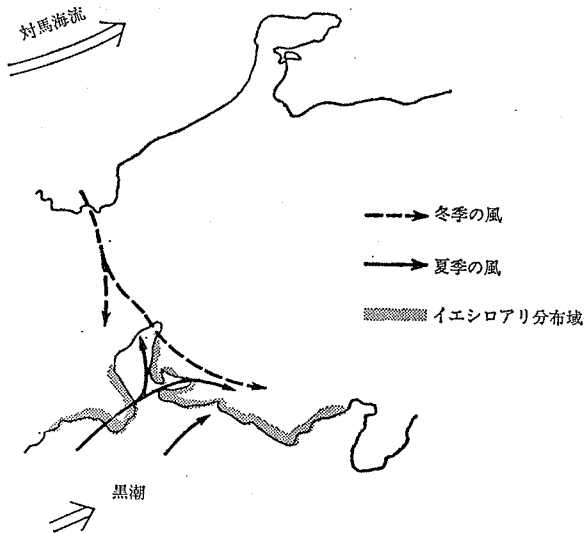 対馬海流
冬季の風
夏季の風
イエシロアリ分布域
黒潮